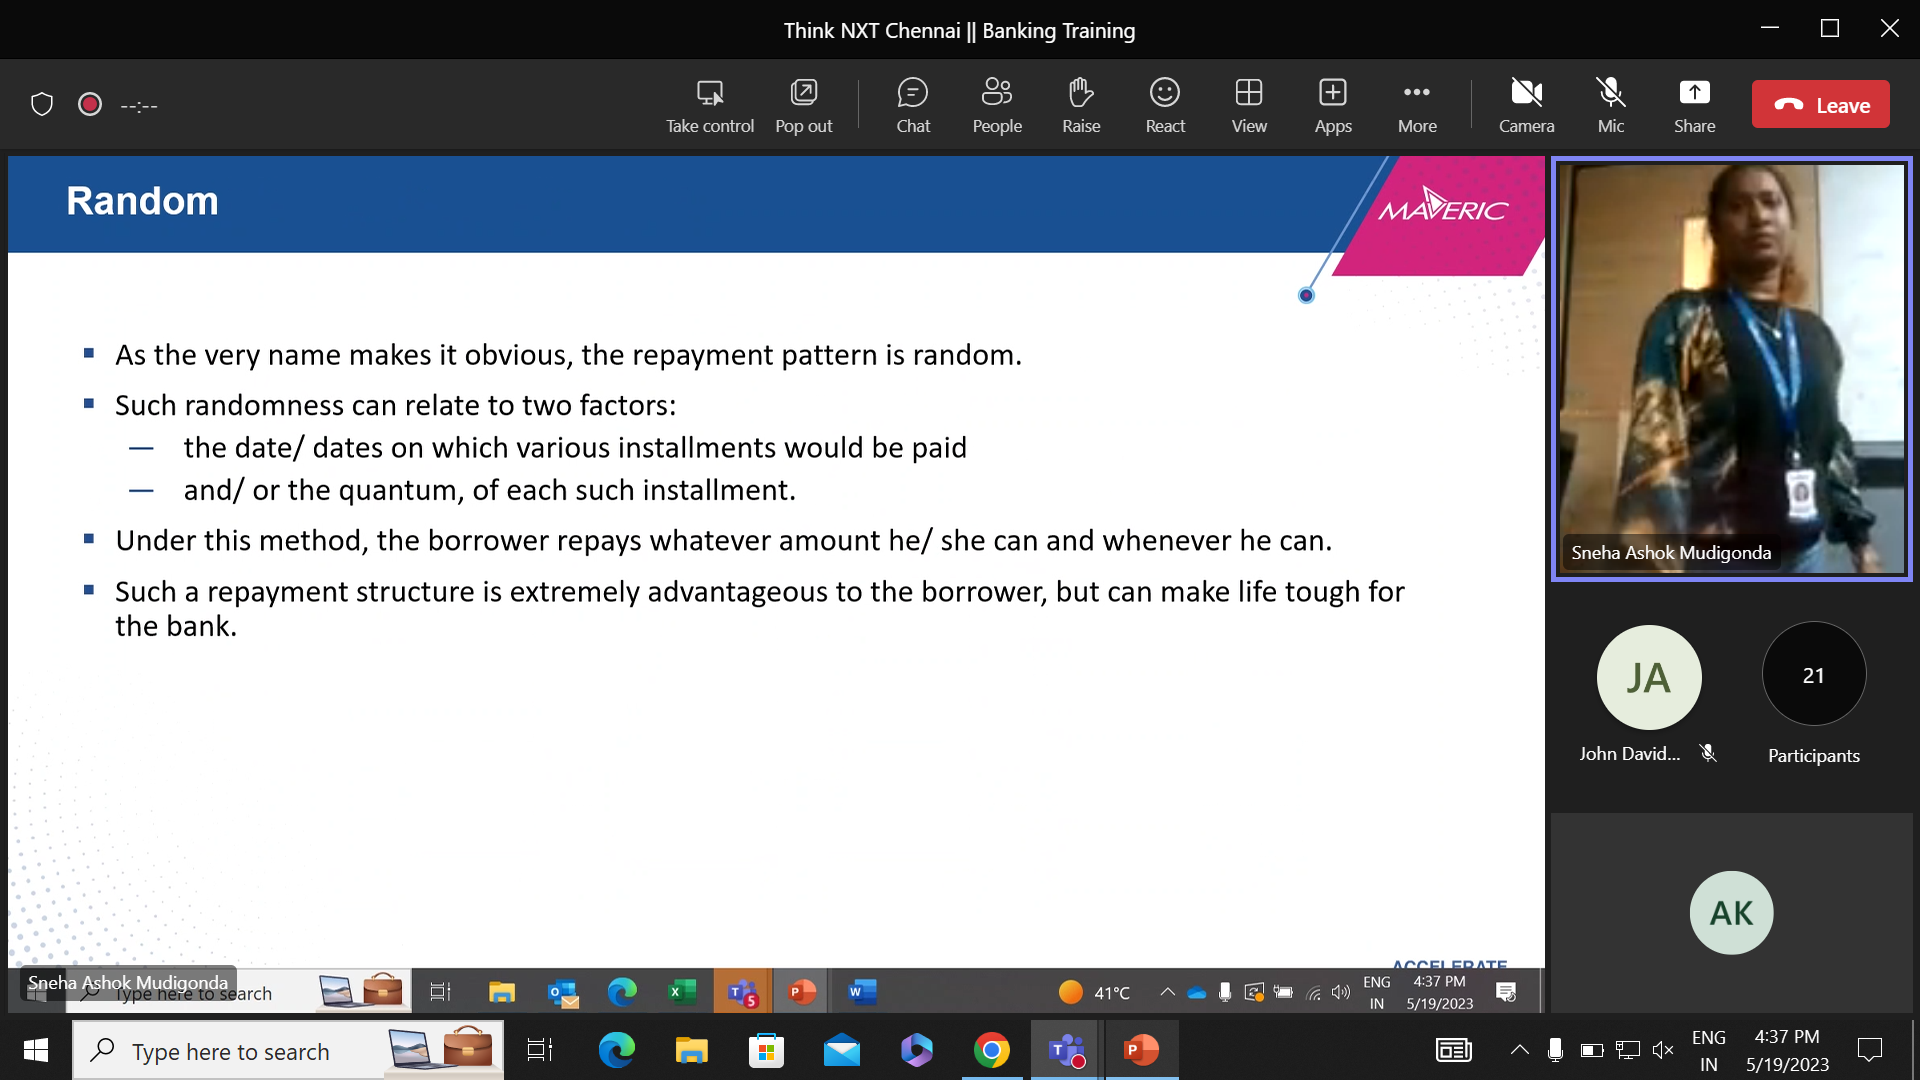 Think NXT Chennai || Banking Training
--:--
Take control
Pop out
Chat
People
Raise
React
View
Apps
More
Camera
Mic
Share
Leave
Random
MAVERIC
▪ As the very name makes it obvious, the repayment pattern is random.
▪ Such randomness can relate to two factors:
— the date/ dates on which various installments would be paid
— and/ or the quantum, of each such installment.
▪ Under this method, the borrower repays whatever amount he/ she can and whenever he can.
▪ Such a repayment structure is extremely advantageous to the borrower, but can make life tough for
the bank.
Sneha Ashok Mudigonda
JA
John David...
21
Participants
AK
ACCELERATE
Sneha Ashok Mudigonda
Type here to search
5
41°C
ENG
IN
4:37 PM
5/19/2023
Type here to search
ENG
IN
4:37 PM
5/19/2023